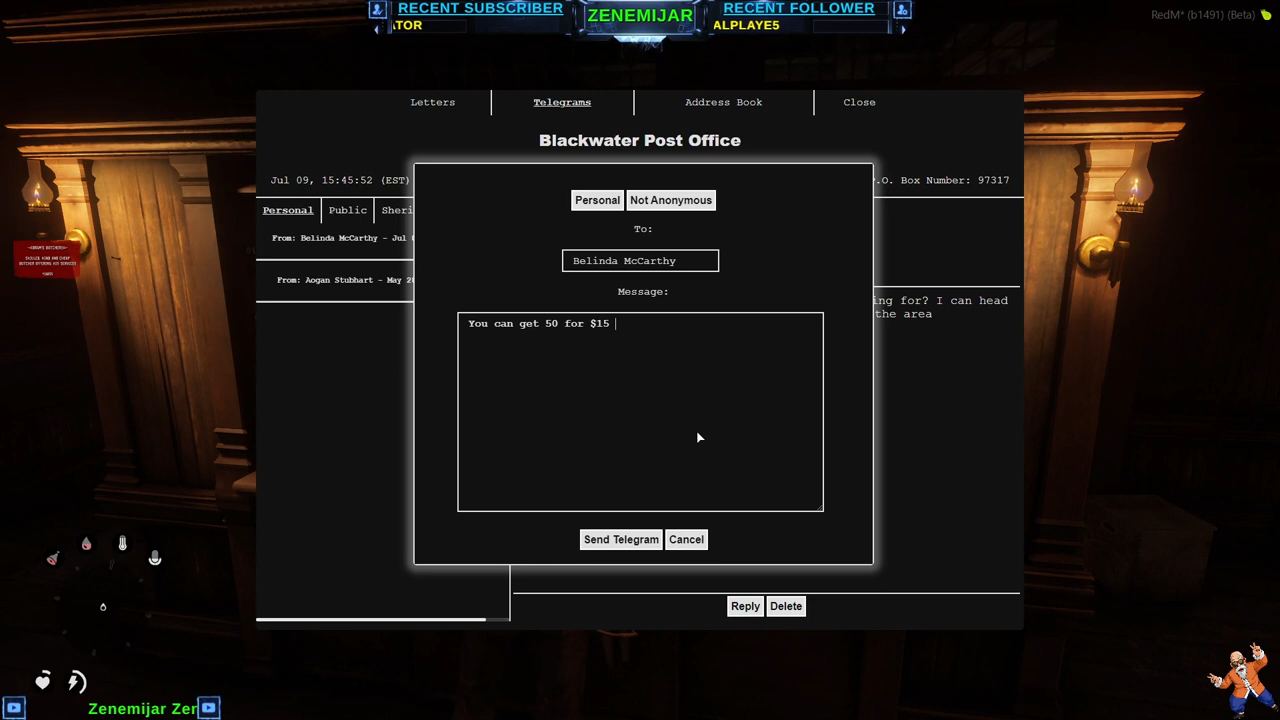 RECENT SUBSCRIBER
ZENEMIJAR
RECENT FOLLOWER
ATOR
ALPLAYE5
RedM* (b1491) (Beta)
Letters
Telegrams
Address Book
Close
Blackwater Post Office
Jul 09, 15:45:52 (EST)
P.O. Box Number: 97317
Personal
Public
Sheri
From: Belinda McCarthy - Jul
From: Aogan Stubhart - May 2
Personal
Not Anonymous
To:
Belinda McCarthy
Message:
You can get 50 for $15
ing for? I can head
the area
Send Telegram
Cancel
Reply
Delete
Zenemijar Zer